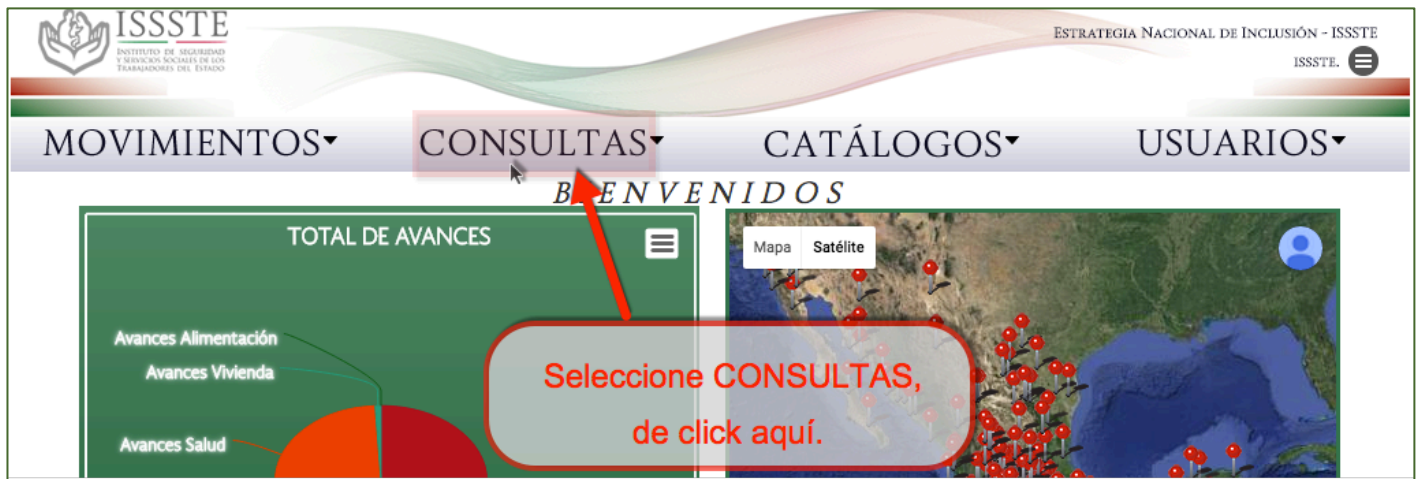 ISSSTE
INSTITUTO DE SEGURIDAD
Y SERVICIOS SOCIALES DE LOS
TRABAJADORES DEL ESTADO
ESTRATEGIA NACIONAL DE INCLUSIÓN - ISSSTE
ISSSTE.
MOVIMIENTOS CONSULTAS CATÁLOGOS USUARIOS
BIENVENIDOS
TOTAL DE AVANCES
Mapa Satélite
Avances Alimentación
Avances Vivienda
Avances Salud
Seleccione CONSULTAS,
de click aquí.